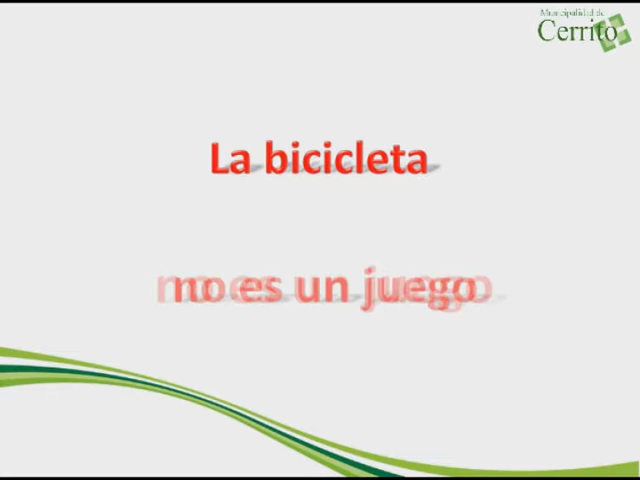 Municipalidad de
Cerrito
La bicicleta
no es un juego